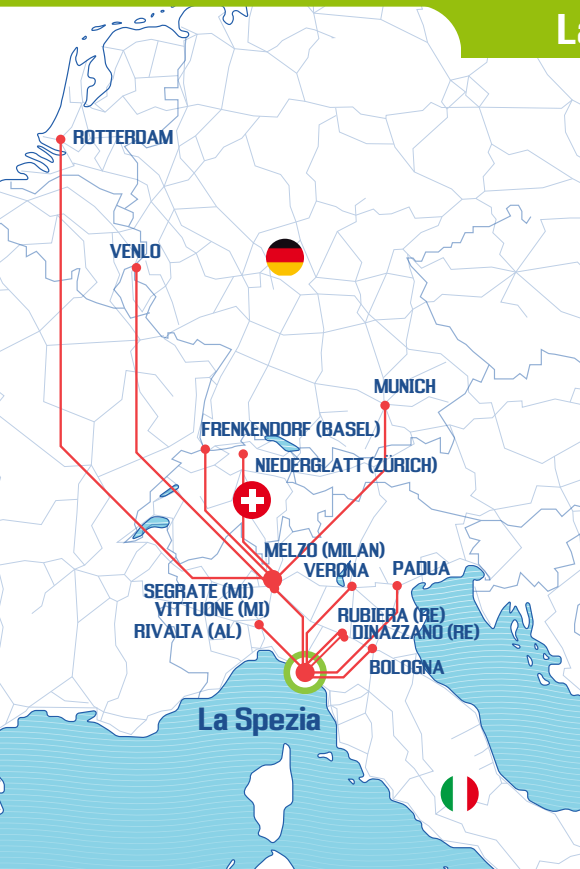 La
ROTTERDAM
VENLO
MUNICH
FRENKENDORF (BASEL)
NIEDERGLATT (ZÜRICH)
MELZO (MILAN)
VERONA
PADUA
SEGRATE (MI)
VITTUONE (MI)
RUBIERA (RE)
RIVALTA (AL)
DINAZZANO (RE)
BOLOGNA
La Spezia